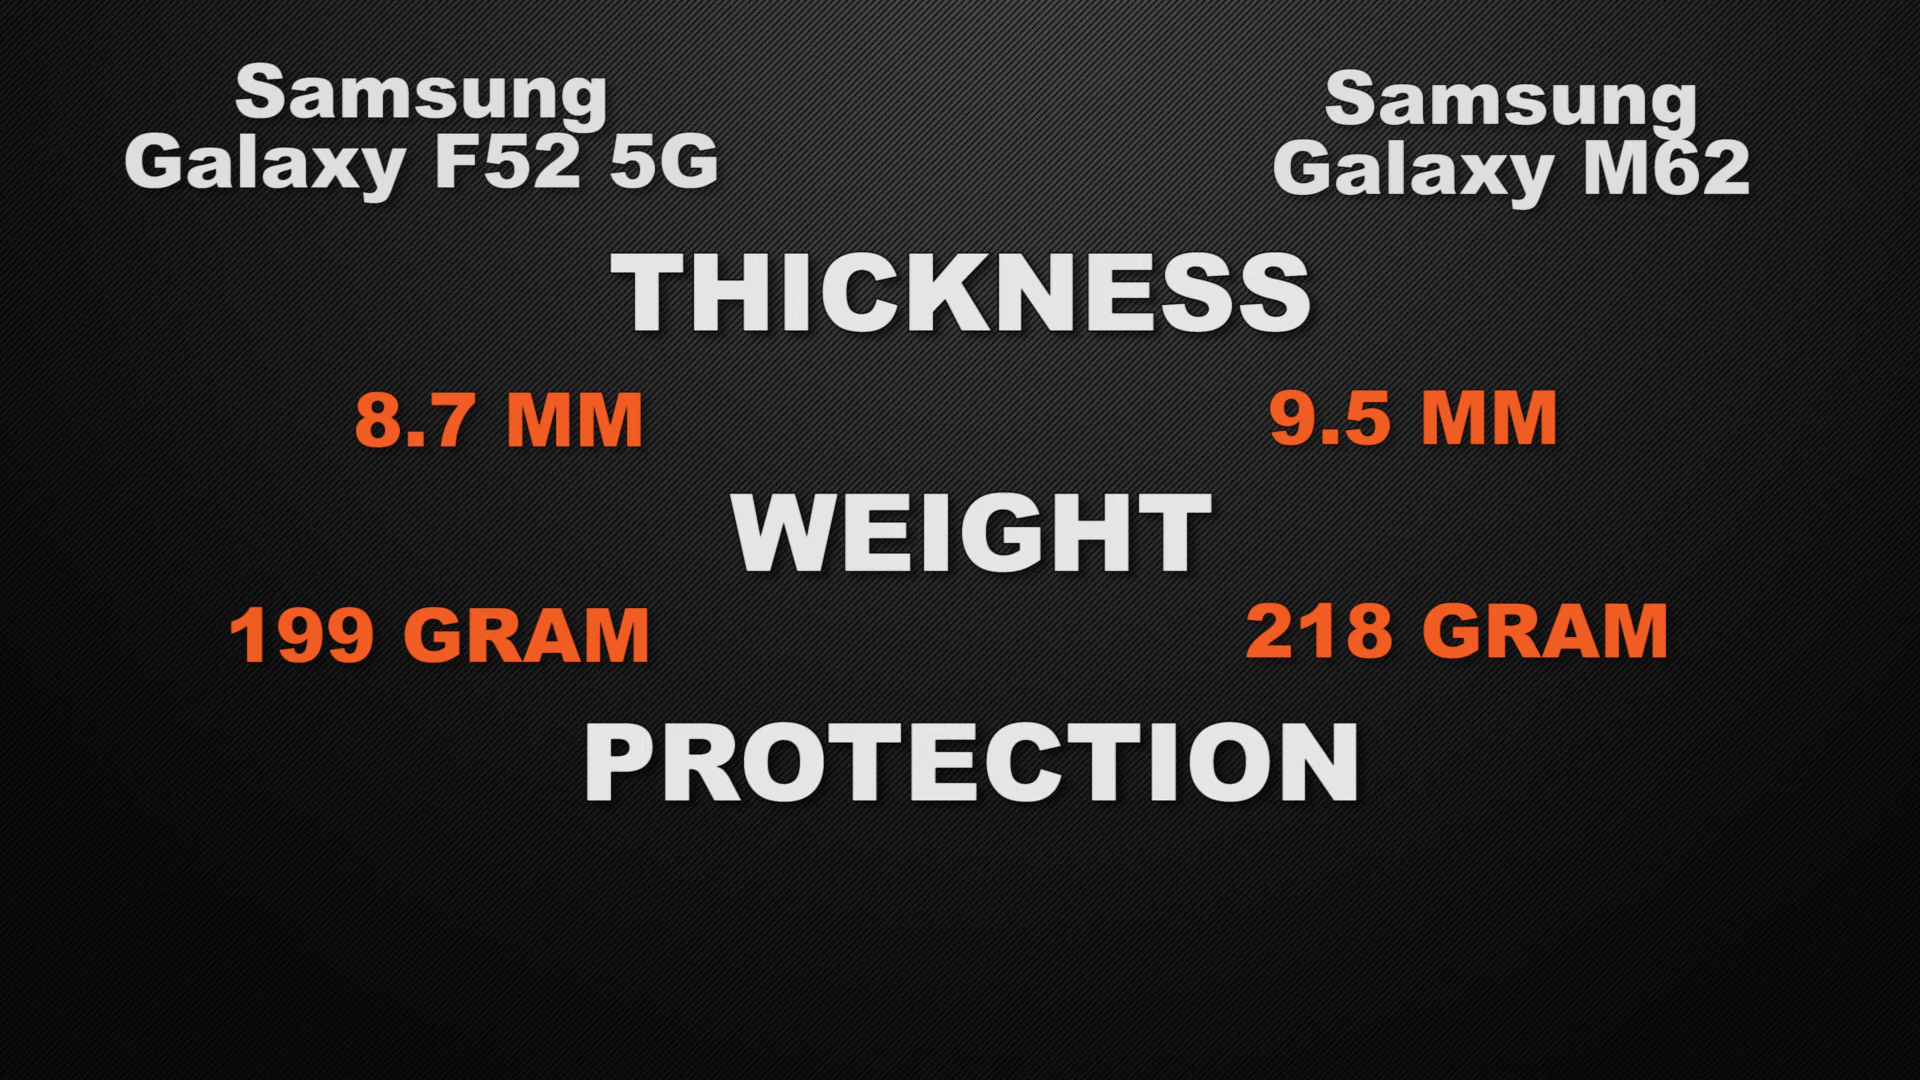 Samsung
Galaxy F52 5G
Samsung
Galaxy M62
THICKNESS
8.7 MM
9.5 MM
WEIGHT
199 GRAM
218 GRAM
PROTECTION